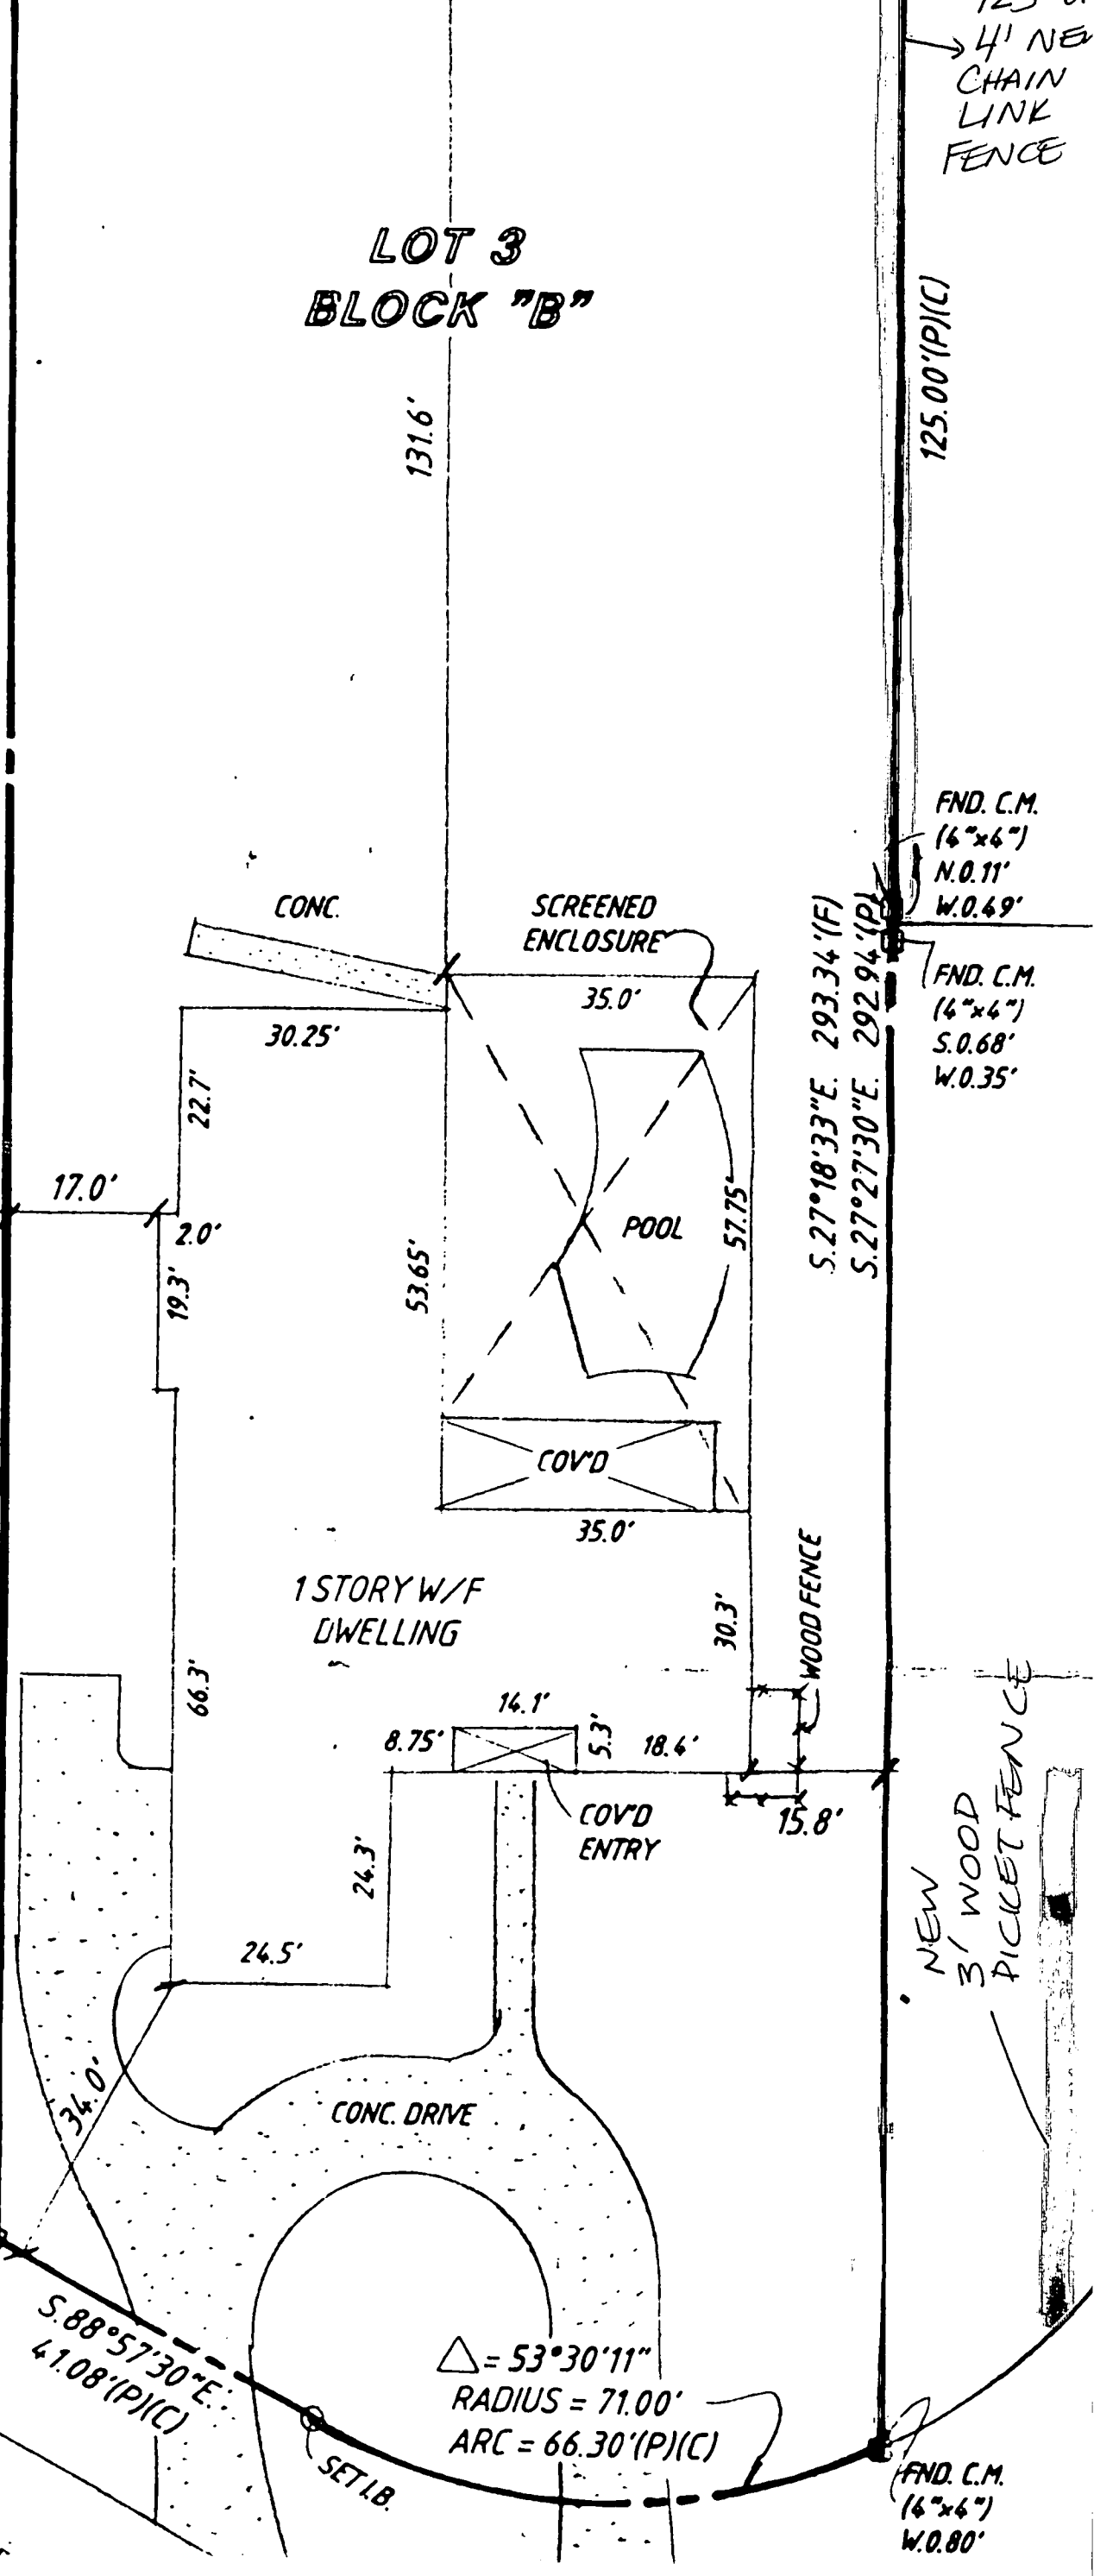 4' NEW
CHAIN
LINK
FENCE
LOT 3
BLOCK "B"
131.6'
125.00'(P)(C)
FND. C.M.
(4"x4")
N.0.11'
W.0.49'
CONC.
SCREENED
ENCLOSURE
35.0'
30.25'
FND. C.M.
(4"x4")
S.0.68'
W.0.35'
22.7'
S.27°18'33"E. 293.34'(F)
S.27°27'30"E. 292.94'(P)
17.0'
2.0'
19.3'
53.65'
POOL
57.75'
COV'D
35.0'
1 STORY W/F
DWELLING
30.3'
WOOD FENCE
66.3'
14.1'
8.75'
5.3'
18.4'
COV'D
ENTRY
15.8'
24.3'
NEW
3' WOOD
PICKET FENCE
24.5'
34.0'
CONC. DRIVE
S.88°57'30"E.
41.08'(P)(C)
△ = 53°30'11"
RADIUS = 71.00'
ARC = 66.30'(P)(C)
SET I.B.
FND. C.M.
(4"x4")
W.0.80'